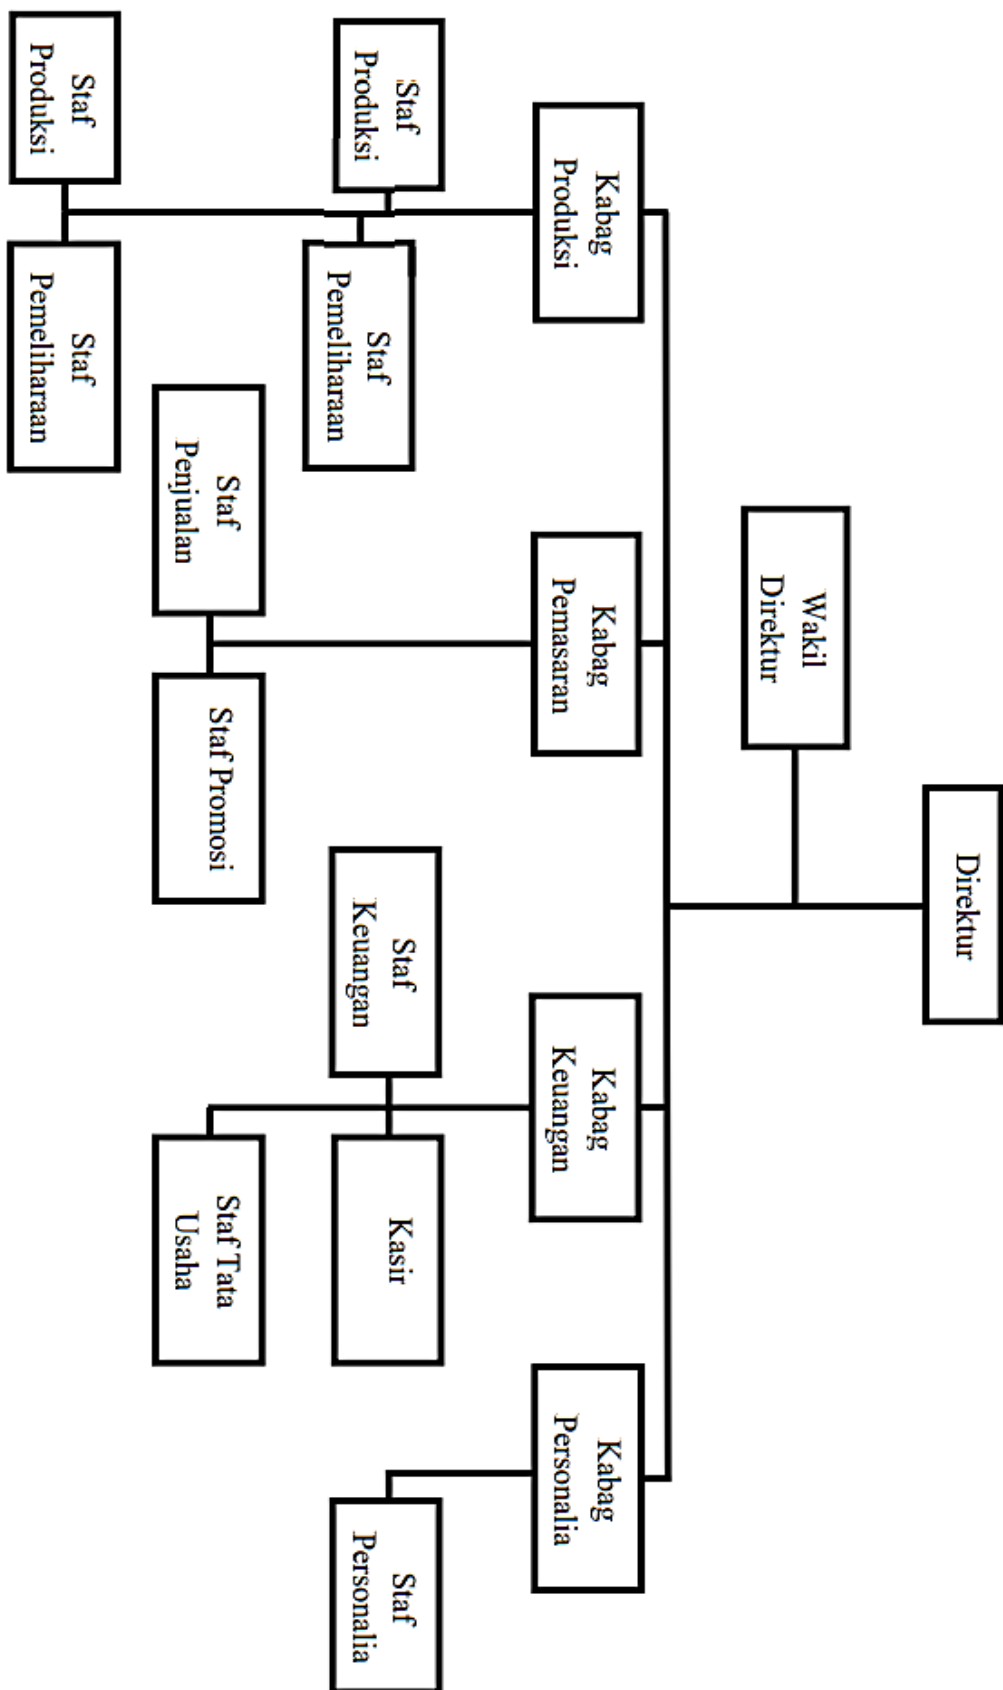 Direktur
Wakil
Direktur
Kabag
Produksi
Kabag
Pemasaran
Kabag
Keuangan
Kabag
Personalia
Staf
Produksi
Staf
Pemeliharaan
Staf
Keuangan
Kasir
Staf
Personalia
Staf
Penjualan
Staf Promosi
Staf Tata
Usaha
Staf
Produksi
Staf
Pemeliharaan